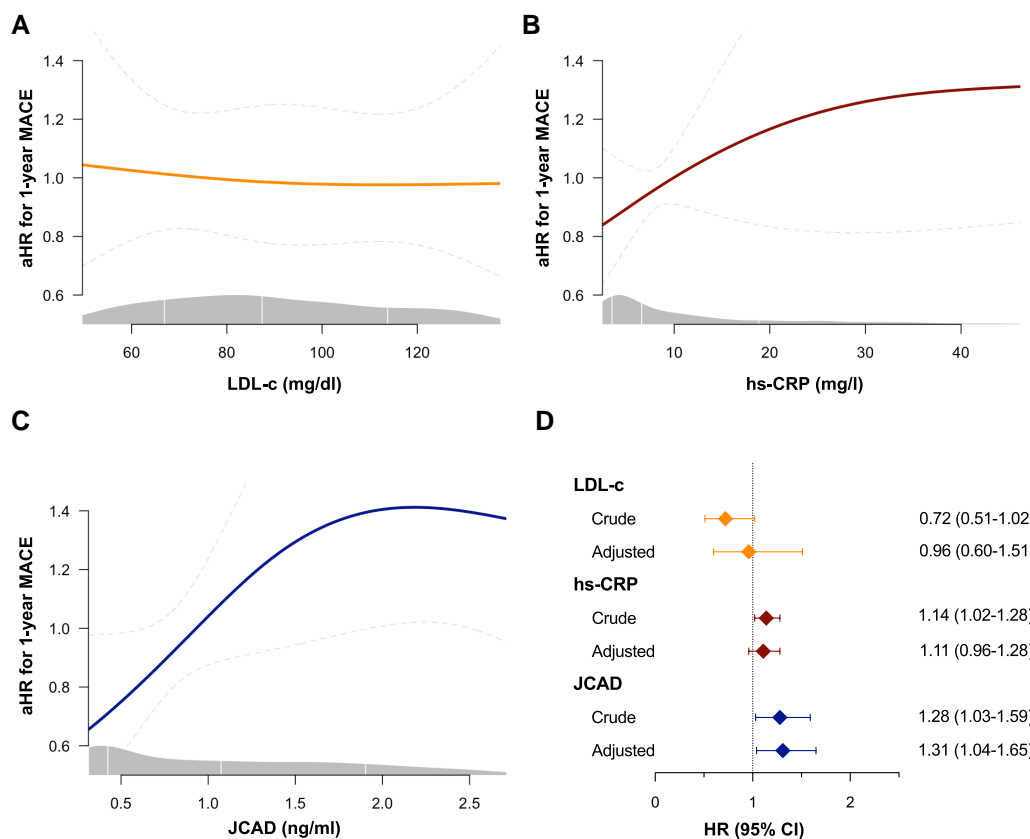 A
1.4
1.2
1.0
0.8
0.6
aHR for 1-year MACE
60 80 100 120
LDL-c (mg/dl)
B
1.4
1.2
1.0
0.8
0.6
aHR for 1-year MACE
10 20 30 40
hs-CRP (mg/l)
C
1.4
1.2
1.0
0.8
0.6
aHR for 1-year MACE
0.5 1.0 1.5 2.0 2.5
JCAD (ng/ml)
D
LDL-c
Crude 0.72 (0.51-1.02
Adjusted 0.96 (0.60-1.51
hs-CRP
Crude 1.14 (1.02-1.28)
Adjusted 1.11 (0.96-1.28)
JCAD
Crude 1.28 (1.03-1.59)
Adjusted 1.31 (1.04-1.65)
0 1 2
HR (95% CI)